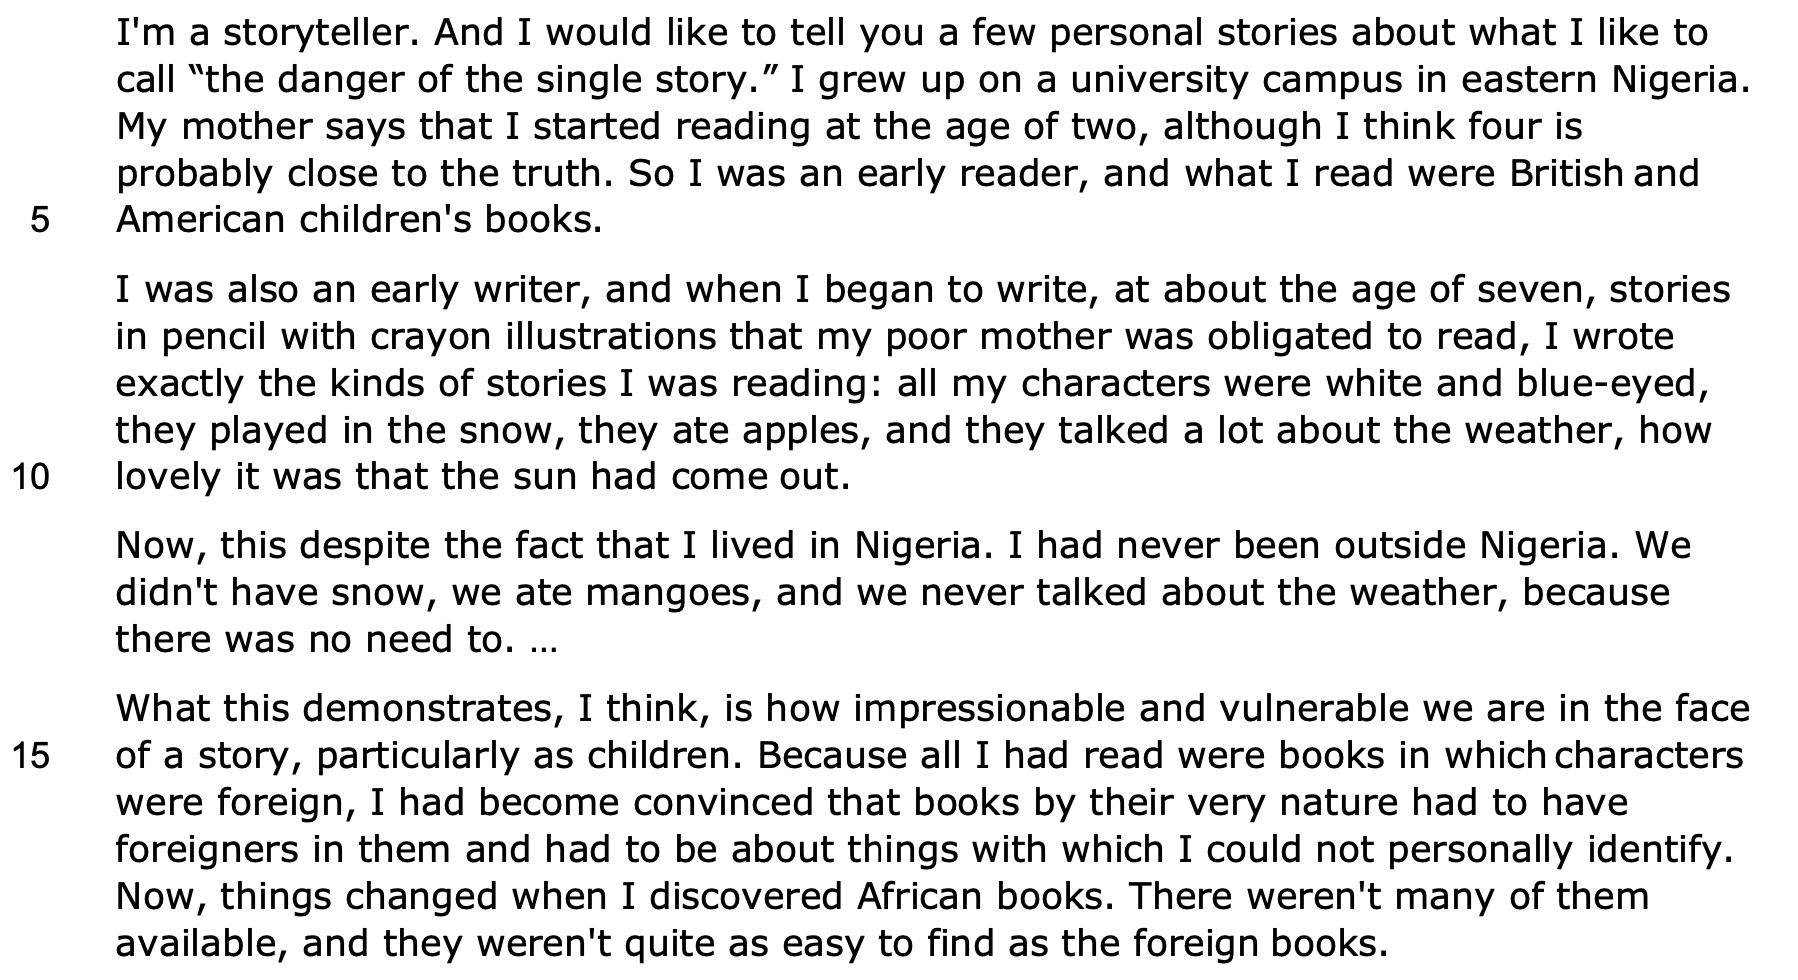 I'm a storyteller. And I would like to tell you a few personal stories about what I like to
call “the danger of the single story.” I grew up on a university campus in eastern Nigeria.
My mother says that I started reading at the age of two, although I think four is
probably close to the truth. So I was an early reader, and what I read were British and
5 American children's books.
I was also an early writer, and when I began to write, at about the age of seven, stories
in pencil with crayon illustrations that my poor mother was obligated to read, I wrote
exactly the kinds of stories I was reading: all my characters were white and blue-eyed,
they played in the snow, they ate apples, and they talked a lot about the weather, how
10 lovely it was that the sun had come out.
Now, this despite the fact that I lived in Nigeria. I had never been outside Nigeria. We
didn't have snow, we ate mangoes, and we never talked about the weather, because
there was no need to. …
What this demonstrates, I think, is how impressionable and vulnerable we are in the face
15 of a story, particularly as children. Because all I had read were books in which characters
were foreign, I had become convinced that books by their very nature had to have
foreigners in them and had to be about things with which I could not personally identify.
Now, things changed when I discovered African books. There weren't many of them
available, and they weren't quite as easy to find as the foreign books.